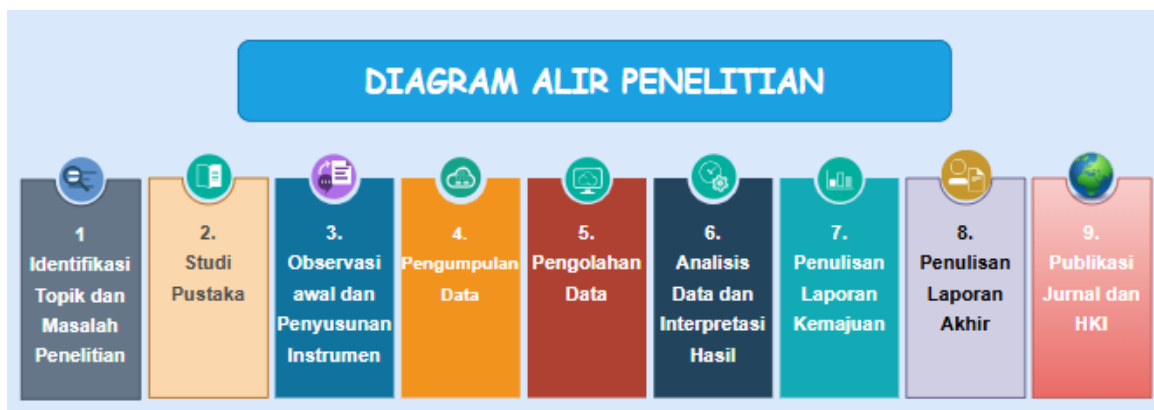 DIAGRAM ALIR PENELITIAN
1
Identifikasi
Topik dan
Masalah
Penelitian
2.
Studi
Pustaka
3.
Observasi
awal dan
Penyusunan
Instrumen
4.
Pengumpulan
Data
5.
Pengolahan
Data
6.
Analisis
Data dan
Interpretasi
Hasil
7.
Penulisan
Laporan
Kemajuan
8.
Penulisan
Laporan
Akhir
9.
Publikasi
Jurnal dan
HKI